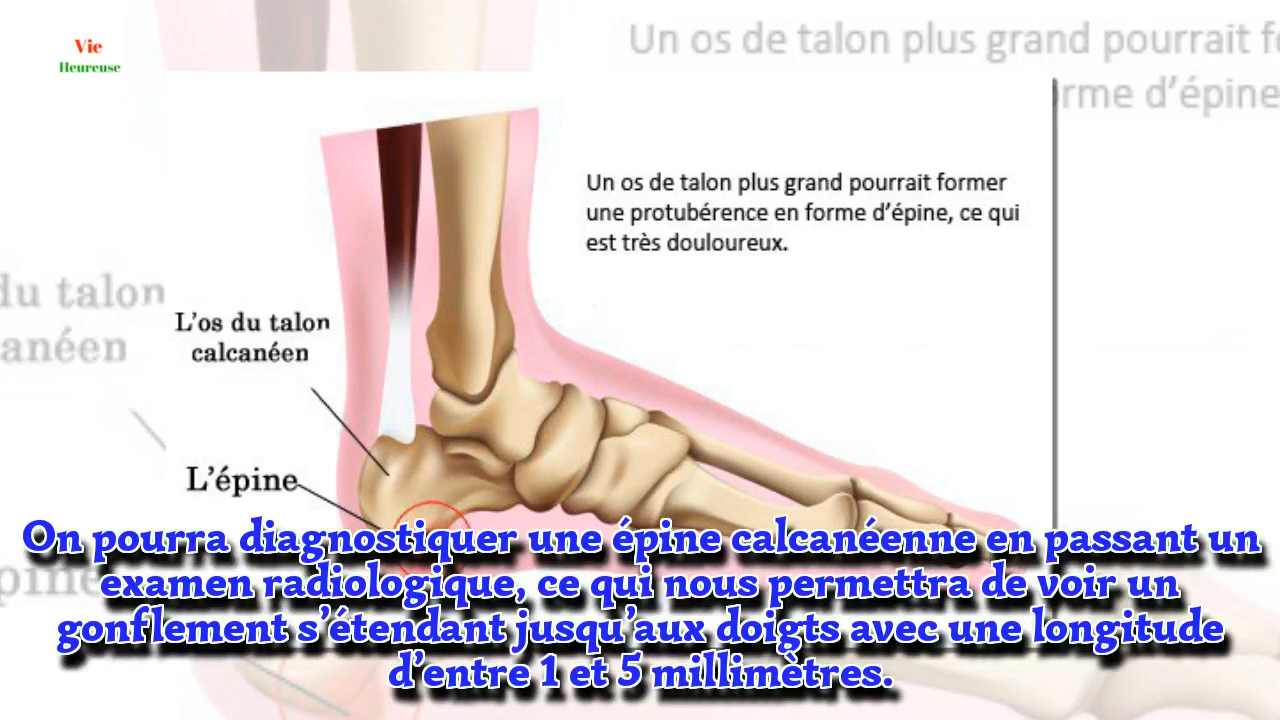 Vie
Heureuse
Un os de talon plus grand pourrait
rme d’épine
Un os de talon plus grand pourrait former
une protubérence en forme d’épine, ce qui
est très douloureux.
du talon
anéen
L’os du talon
calcanéen
L’épine
On pourra diagnostiquer une épine calcanéenne en passant un
examen radiologique, ce qui nous permettra de voir un
gonflement s’étendant jusqu’aux doigts avec une longitude
d’entre 1 et 5 millimètres.